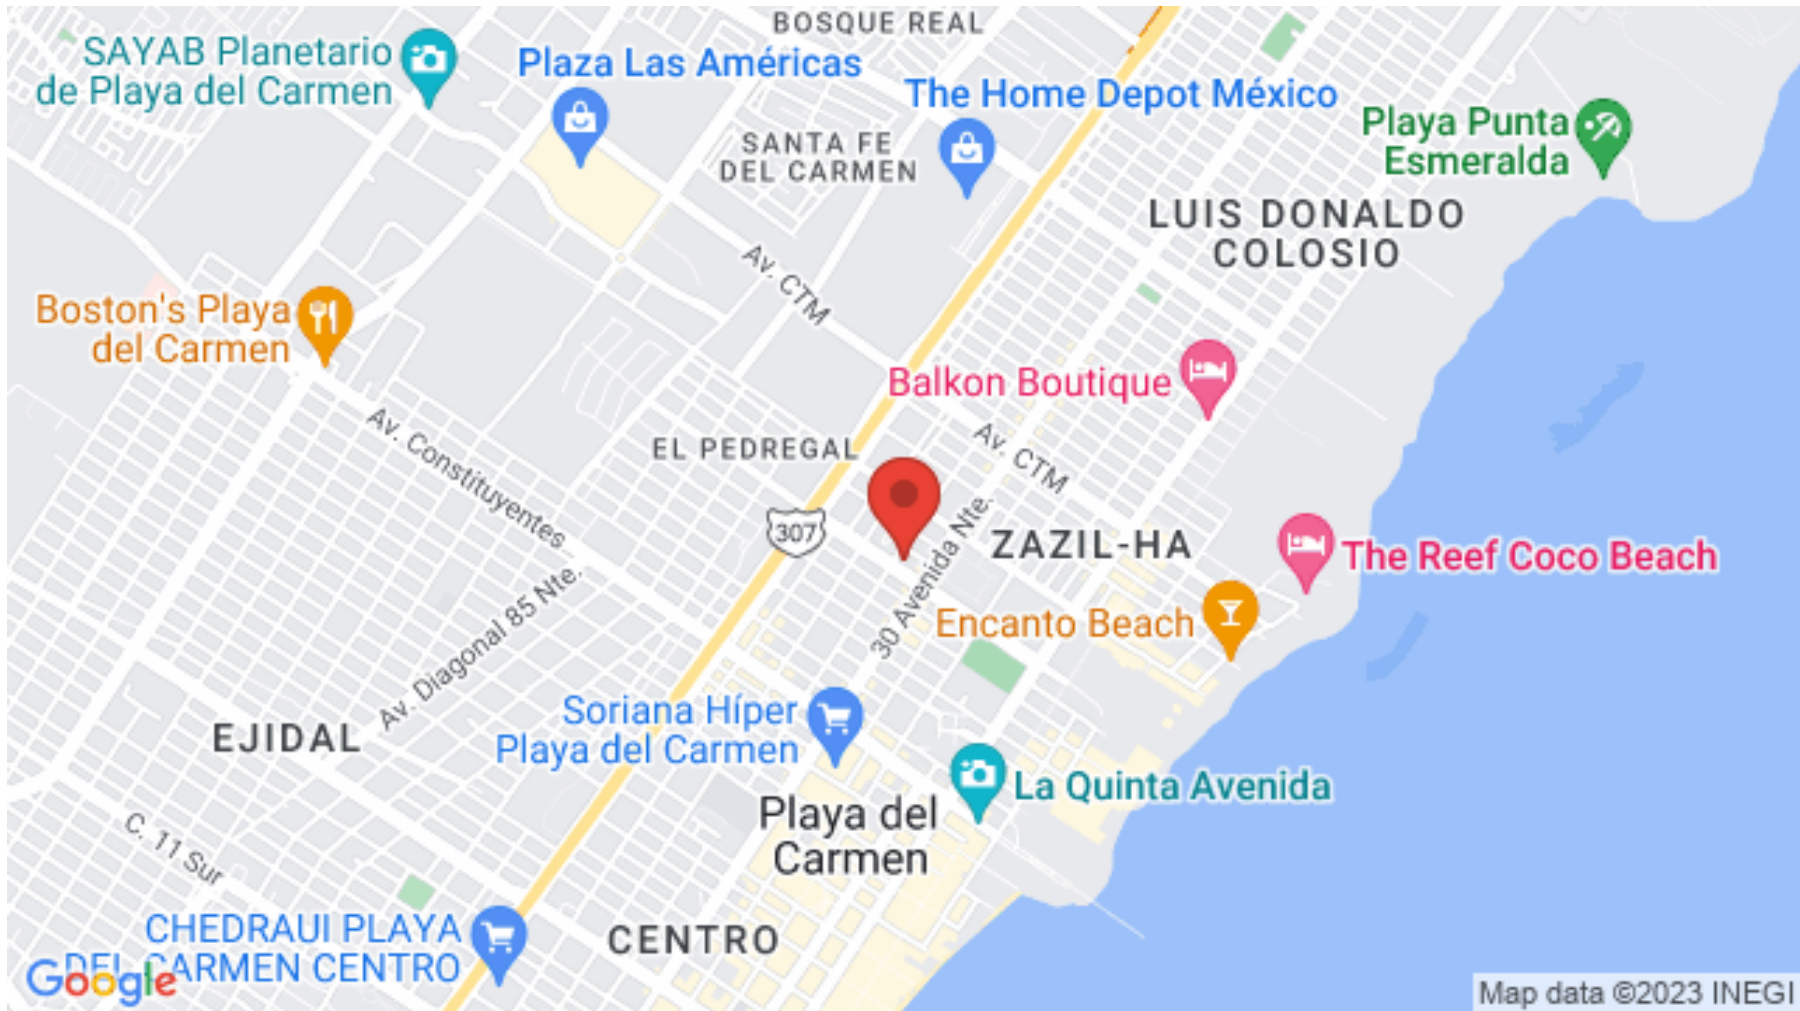 BOSQUE REAL
SAYAB Planetario
de Playa del Carmen
Plaza Las Américas
The Home Depot México
Playa Punta
Esmeralda
SANTA FE
DEL CARMEN
LUIS DONALDO
COLOSIO
Av. CTM
Boston's Playa
del Carmen
Balkon Boutique
Av. Constituyentes
EL PEDREGAL
Av. CTM
307
30 Avenida Nte.
ZAZIL-HA
The Reef Coco Beach
Av. Diagonal 85 Nte.
Encanto Beach
EJIDAL
Soriana Híper
Playa del Carmen
La Quinta Avenida
Playa del
Carmen
C. 11 Sur
CHEDRAUI PLAYA
DEL CARMEN CENTRO
CENTRO
Google
Map data ©2023 INEGI